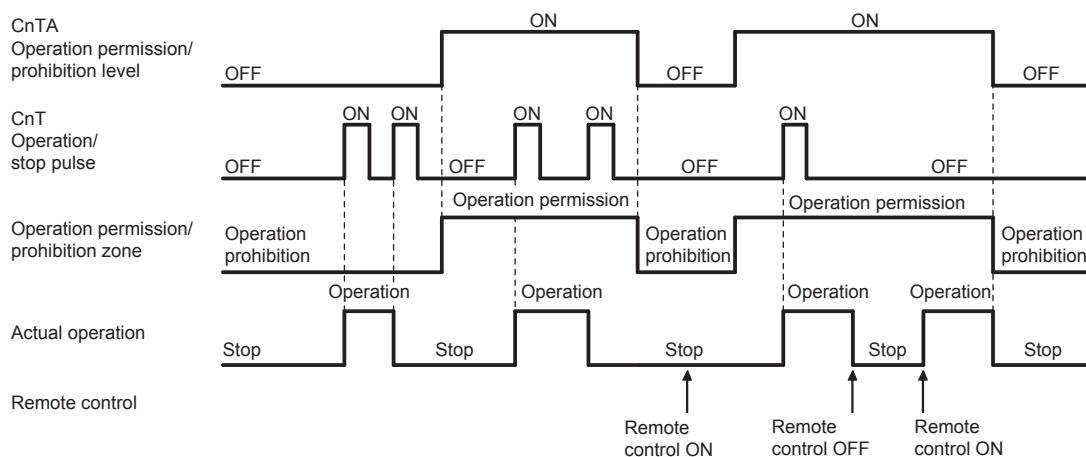 CnTA
Operation permission/
prohibition level
OFF
ON
OFF
ON
OFF
CnT
Operation/
stop pulse
OFF
ON
ON
OFF
ON
ON
OFF
ON
OFF
Operation permission/
prohibition zone
Operation
prohibition
Operation permission
Operation
prohibition
Operation permission
Operation
prohibition
Actual operation
Stop
Operation
Stop
Operation
Stop
Operation
Stop
Operation
Stop
Remote control
Remote
control ON
Remote
control OFF
Remote
control ON